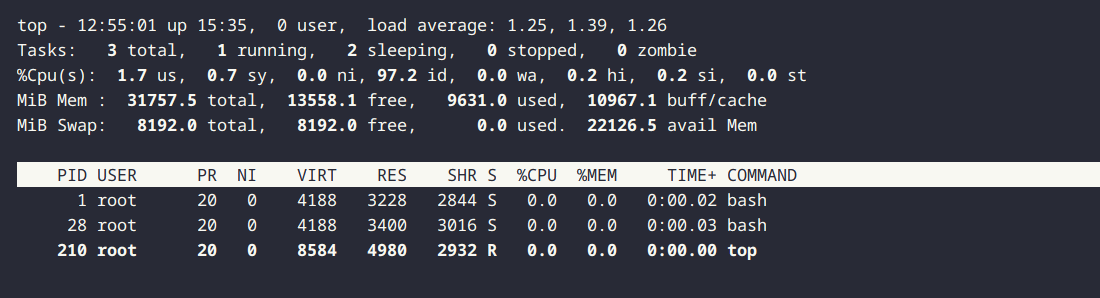 top - 12:55:01 up 15:35,  0 user,  load average: 1.25, 1.39, 1.26
Tasks:   3 total,   1 running,   2 sleeping,   0 stopped,   0 zombie
%Cpu(s):  1.7 us,  0.7 sy,  0.0 ni, 97.2 id,  0.0 wa,  0.2 hi,  0.2 si,  0.0 st
MiB Mem :  31757.5 total,  13558.1 free,   9631.0 used,  10967.1 buff/cache
MiB Swap:   8192.0 total,   8192.0 free,      0.0 used.  22126.5 avail Mem
    PID USER      PR  NI    VIRT    RES    SHR S  %CPU  %MEM     TIME+ COMMAND
      1 root      20   0    4188   3228   2844 S   0.0   0.0   0:00.02 bash
     28 root      20   0    4188   3400   3016 S   0.0   0.0   0:00.03 bash
    210 root      20   0    8584   4980   2932 R   0.0   0.0   0:00.00 top